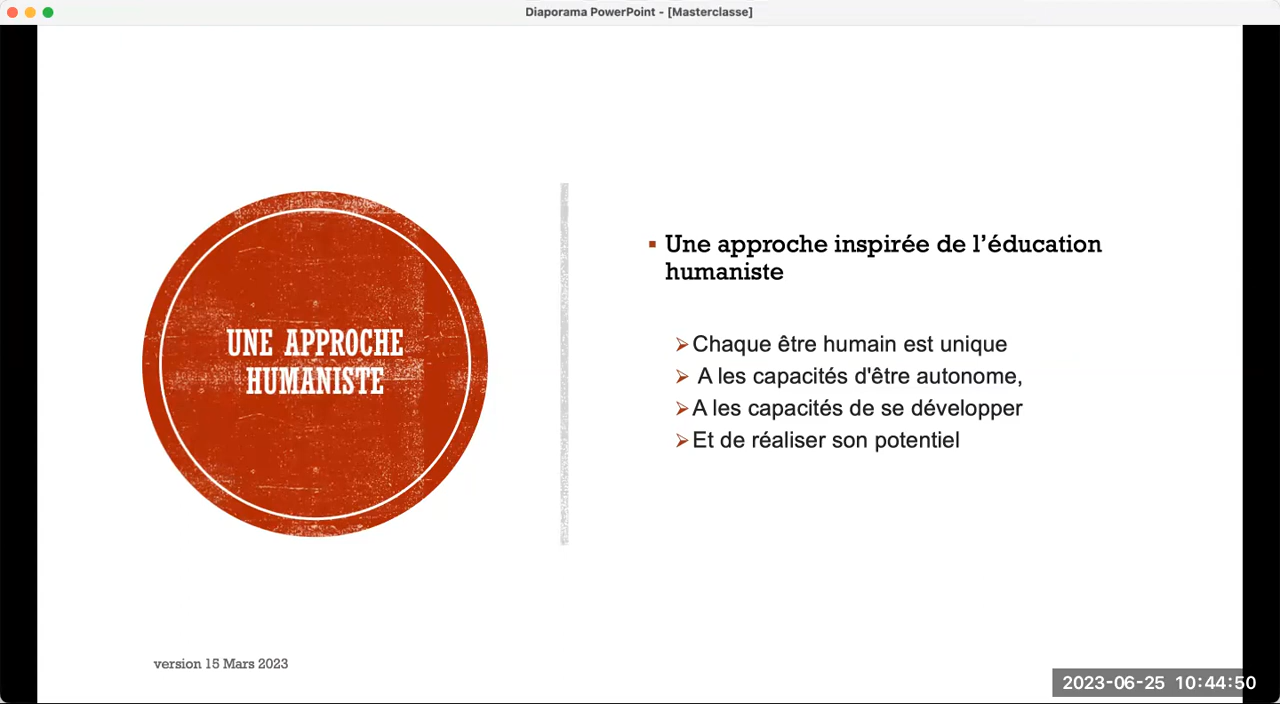 Diaporama PowerPoint - [Masterclasse]
UNE APPROCHE
HUMANISTE
▪ Une approche inspirée de l’éducation
humaniste
➢Chaque être humain est unique
➢ A les capacités d'être autonome,
➢A les capacités de se développer
➢Et de réaliser son potentiel
version 15 Mars 2023
2023-06-25 10:44:50